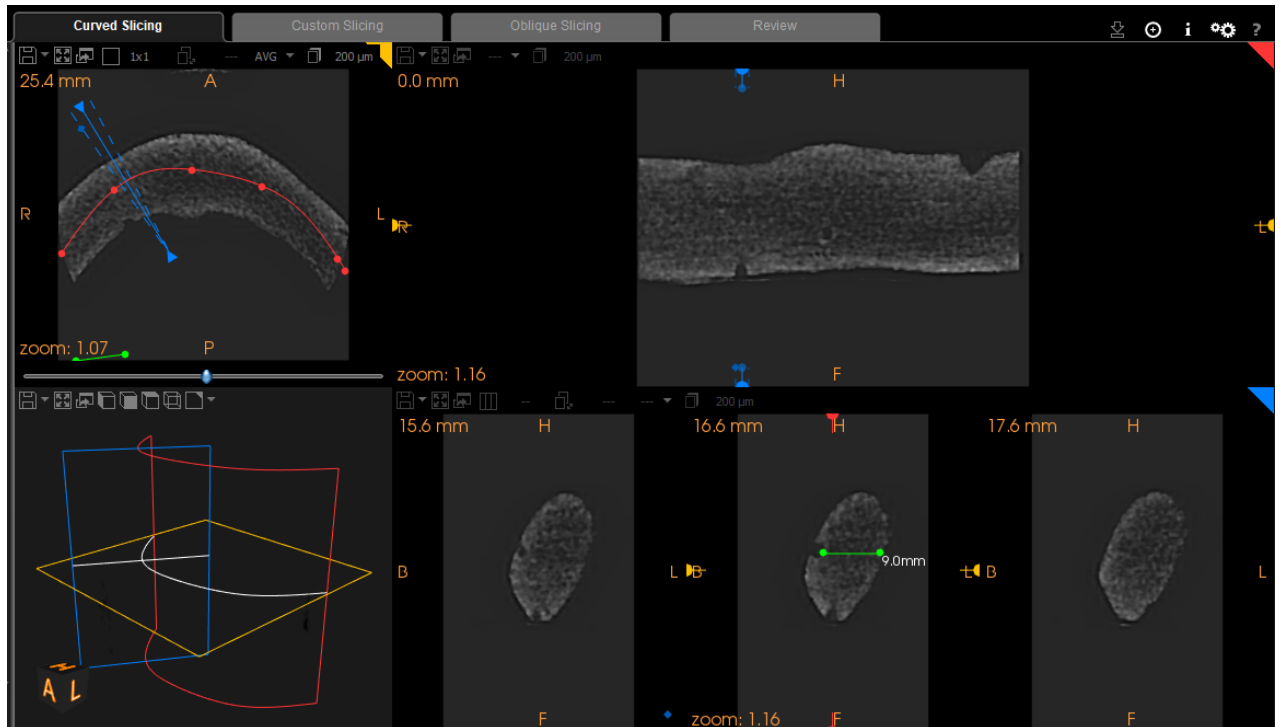 Curved Slicing Custom Slicing Oblique Slicing Review
i ?
1x1 --- AVG 200 µm --- 200 µm
25.4 mm A 0.0 mm H
R L R L
zoom: 1.07 P zoom: 1.16 F
-- --- --- 200 µm
15.6 mm H 16.6 mm H 17.6 mm H
9.0mm
B L B L B L
H
A L
F zoom: 1.16 F F